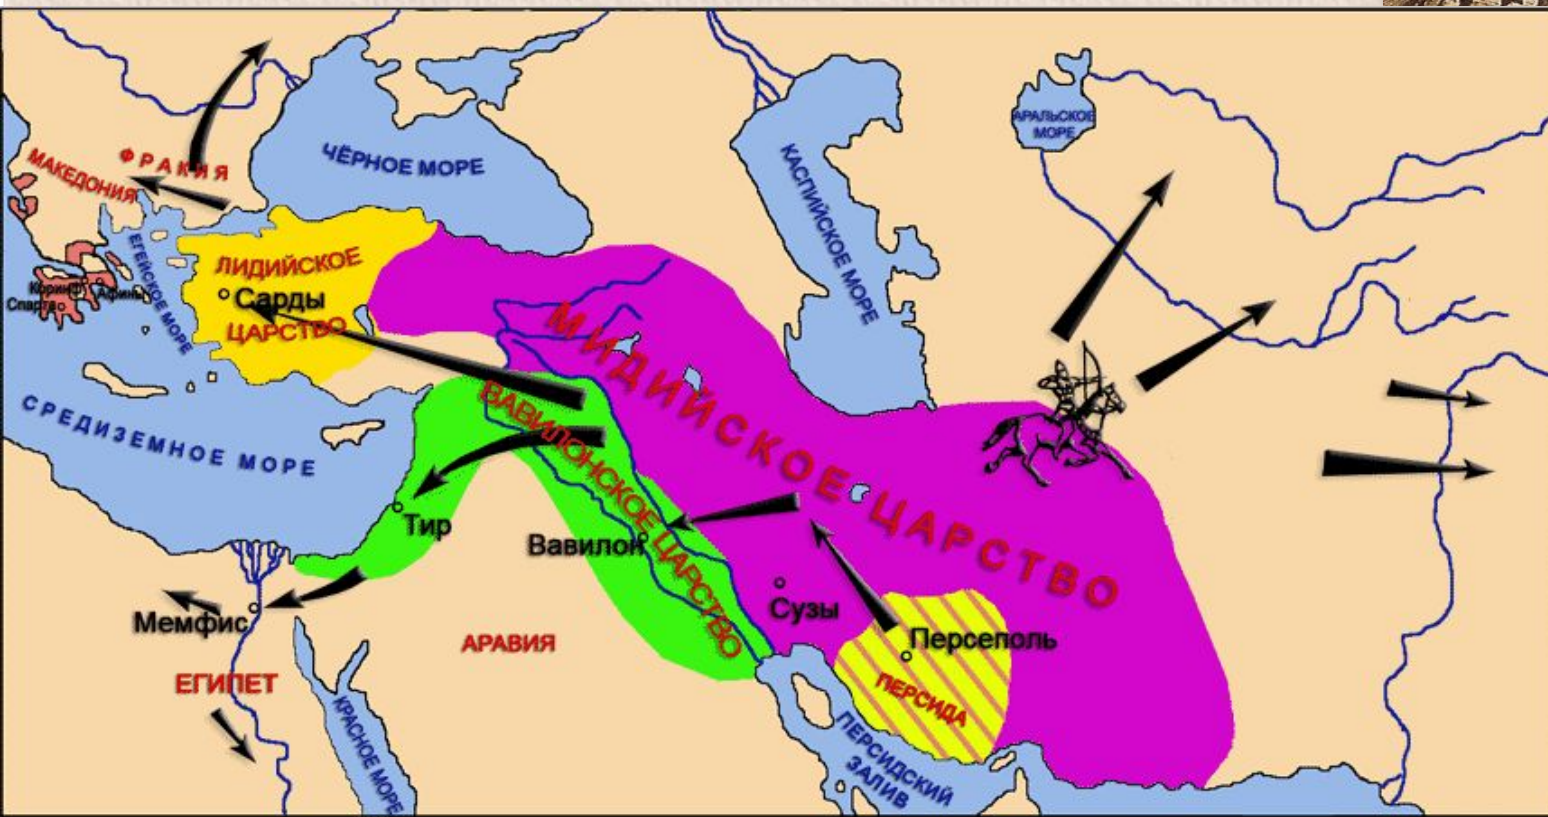 АРАЛЬСКОЕ
МОРЕ
ЧЁРНОЕ МОРЕ
ФРАКИЯ
МАКЕДОНИЯ
КАСПИЙСКОЕ МОРЕ
ЕГЕЙСКОЕ МОРЕ
ЛИДИЙСКОЕ
Сарды
ЦАРСТВО
Коринф
Афины
Спарта
МИДИЙСКОЕ ЦАРСТВО
СРЕДИЗЕМНОЕ МОРЕ
ВАВИЛОНСКОЕ ЦАРСТВО
Тир
Вавилон
Сузы
Мемфис
АРАВИЯ
Персеполь
ЕГИПЕТ
ПЕРСИДА
КРАСНОЕ МОРЕ
ПЕРСИДСКИЙ
ЗАЛИВ